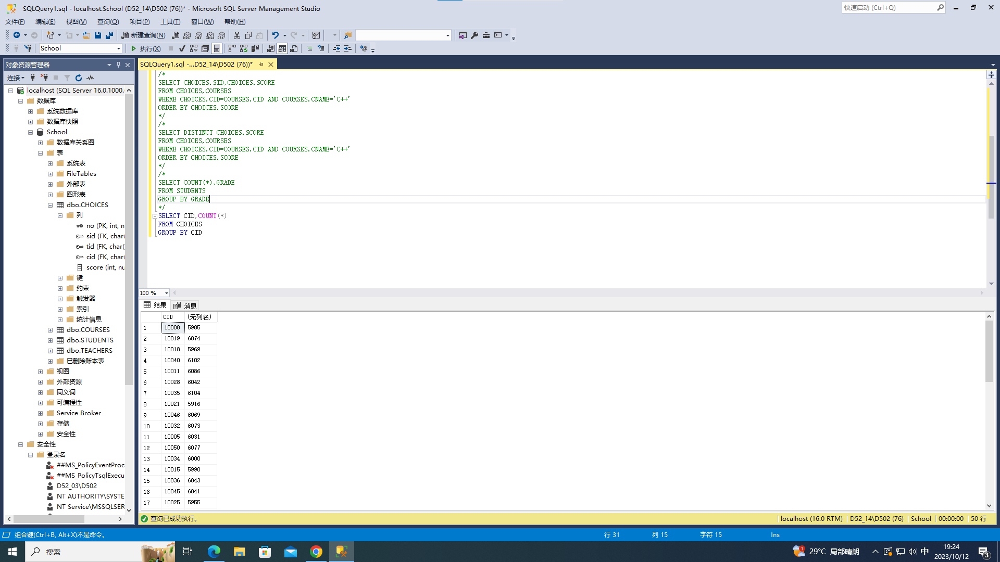 SQLQuery1.sql - localhost.School (D52_14\D502 (76))* - Microsoft SQL Server Management Studio
快速启动 (Ctrl+Q)
文件(F) 编辑(E) 视图(V) 查询(Q) 项目(P) 工具(T) 窗口(W) 帮助(H)
新建查询(N) MDX DMX XMLA DAX
School 执行(X)
对象资源管理器
连接
localhost (SQL Server 16.0.1000.
数据库
系统数据库
数据库快照
School
数据库关系图
表
系统表
FileTables
外部表
图形表
dbo.CHOICES
列
no (PK, int, n
sid (FK, char(
tid (FK, char(
cid (FK, char(
score (int, nu
键
约束
触发器
索引
统计信息
dbo.COURSES
dbo.STUDENTS
dbo.TEACHERS
已删除账本表
视图
外部资源
同义词
可编程性
Service Broker
存储
安全性
安全性
登录名
##MS_PolicyEventProc
##MS_PolicyTsqlExecu
D52_03\D502
NT AUTHORITY\SYSTE
NT Service\MSSQLSER
SQLQuery1.sql -...D52_14\D502 (76))*
/*
SELECT CHOICES.SID,CHOICES.SCORE
FROM CHOICES,COURSES
WHERE CHOICES.CID=COURSES.CID AND COURSES.CNAME='C++'
ORDER BY CHOICES.SCORE
*/
/*
SELECT DISTINCT CHOICES.SCORE
FROM CHOICES,COURSES
WHERE CHOICES.CID=COURSES.CID AND COURSES.CNAME='C++'
ORDER BY CHOICES.SCORE
*/
/*
SELECT COUNT(*),GRADE
FROM STUDENTS
GROUP BY GRADE
*/
SELECT CID,COUNT(*)
FROM CHOICES
GROUP BY CID
100 %
结果 消息
CID (无列名)
1 10008 5985
2 10019 6074
3 10018 5969
4 10040 6102
5 10011 6086
6 10028 6042
7 10035 6104
8 10021 5916
9 10046 6069
10 10032 6073
11 10005 6031
12 10050 6077
13 10034 6000
14 10015 5990
15 10036 6043
16 10045 6041
17 10025 5955
查询已成功执行。 localhost (16.0 RTM) D52_14\D502 (76) School 00:00:00 50 行
组合键(Ctrl+B, Alt+X)不是命令。 行 31 列 15 字符 15 Ins
搜索 1 29°C 局部晴朗 中 19:24
2023/10/12 3